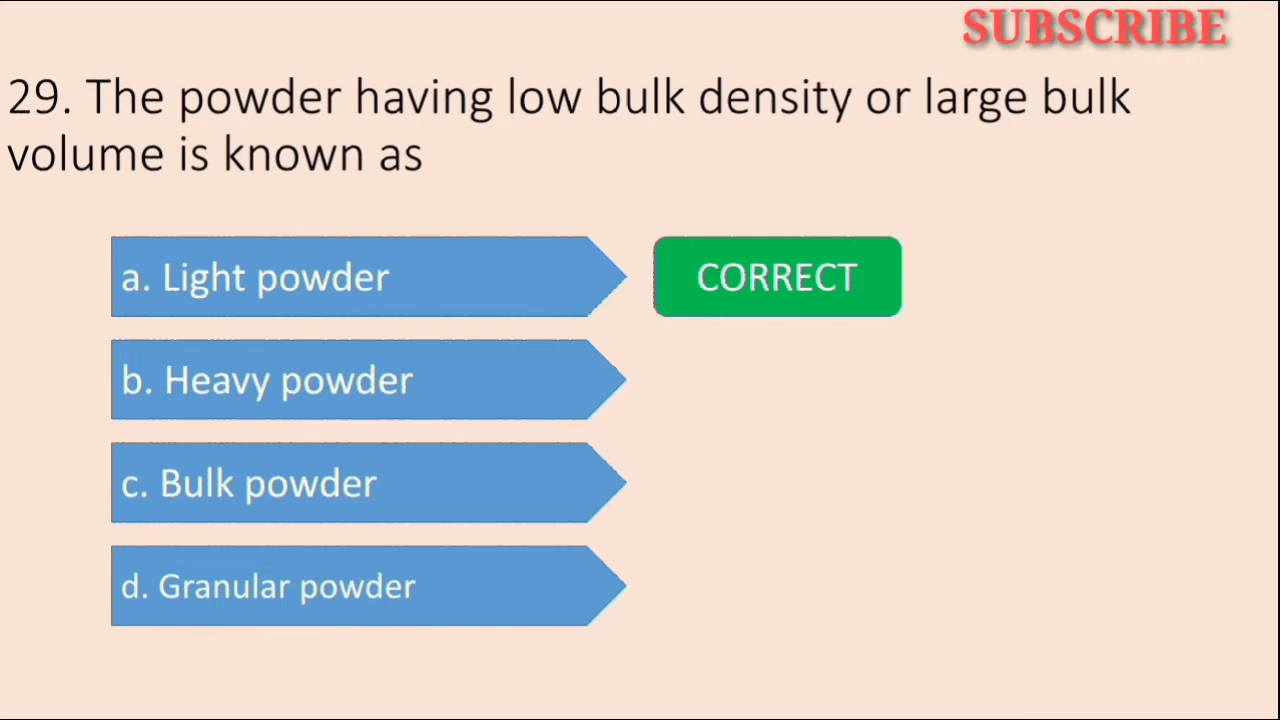 SUBSCRIBE
29. The powder having low bulk density or large bulk
volume is known as
a. Light powder
CORRECT
b. Heavy powder
c. Bulk powder
d. Granular powder